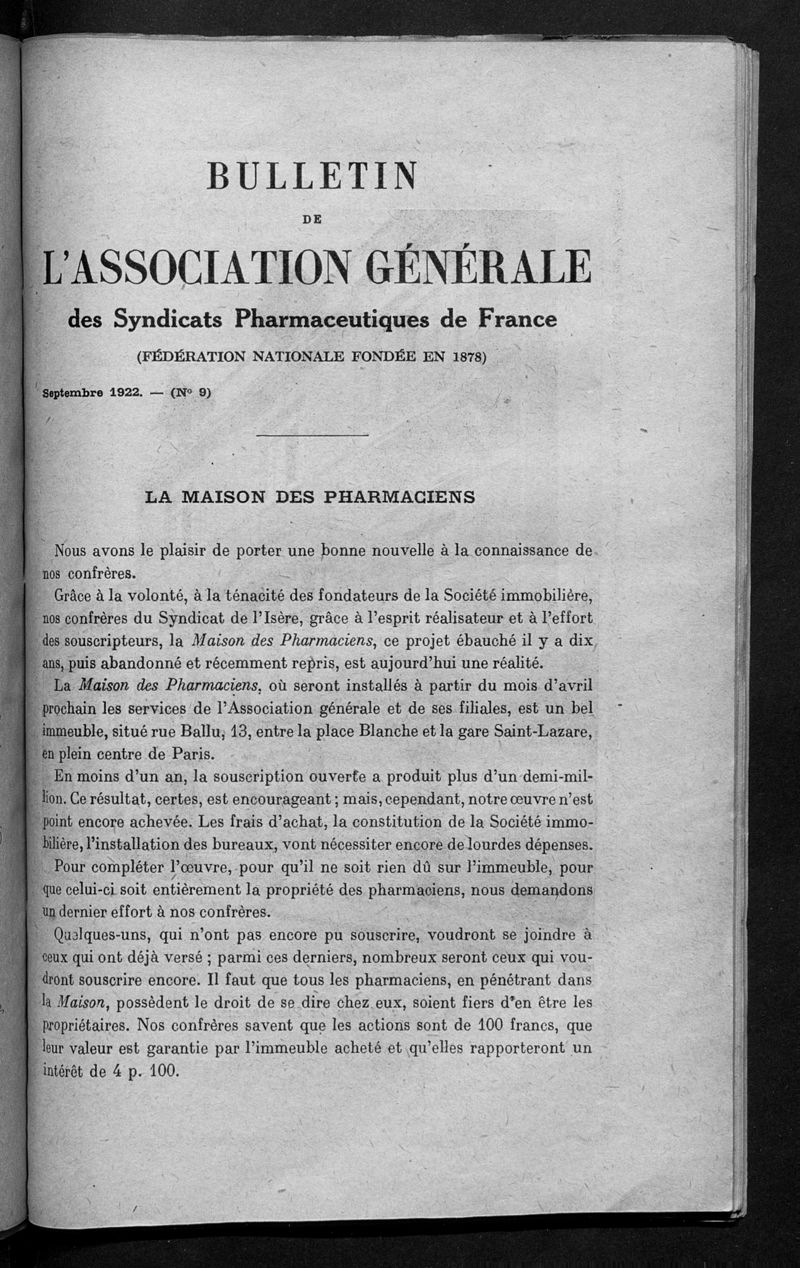 BULLETIN
DE
L'ASSOCIATION GÉNÉRALE
des Syndicats Pharmaceutiques de France
(FÉDÉRATION NATIONALE FONDÉE EN 1878)
Septembre 1922. — (N° 9)
LA MAISON DES PHARMACIENS
Nous avons le plaisir de porter une bonne nouvelle à la connaissance de
nos confrères.
Grâce à la volonté, à la ténacité des fondateurs de la Société immobilière,
nos confrères du Syndicat de l'Isère, grâce à l'esprit réalisateur et à l'effort
des souscripteurs, la Maison des Pharmaciens, ce projet ébauché il y a dix
ans, puis abandonné et récemment repris, est aujourd'hui une réalité.
La Maison des Pharmaciens, où seront installés à partir du mois d'avril
prochain les services de l'Association générale et de ses filiales, est un bel
immeuble, situé rue Ballu, 13, entre la place Blanche et la gare Saint-Lazare,
en plein centre de Paris.
En moins d'un an, la souscription ouverte a produit plus d'un demi-mil-
lion. Ce résultat, certes, est encourageant ; mais, cependant, notre œuvre n'est
point encore achevée. Les frais d'achat, la constitution de la Société immo-
bilière, l'installation des bureaux, vont nécessiter encore de lourdes dépenses.
Pour compléter l'œuvre, pour qu'il ne soit rien dû sur l'immeuble, pour
que celui-ci soit entièrement la propriété des pharmaciens, nous demandons
un dernier effort à nos confrères.
Quelques-uns, qui n'ont pas encore pu souscrire, voudront se joindre à
ceux qui ont déjà versé ; parmi ces derniers, nombreux seront ceux qui vou-
dront souscrire encore. Il faut que tous les pharmaciens, en pénétrant dans
la Maison, possèdent le droit de se dire chez eux, soient fiers d'en être les
propriétaires. Nos confrères savent que les actions sont de 100 francs, que
leur valeur est garantie par l'immeuble acheté et qu'elles rapporteront un
intérêt de 4 p. 100.